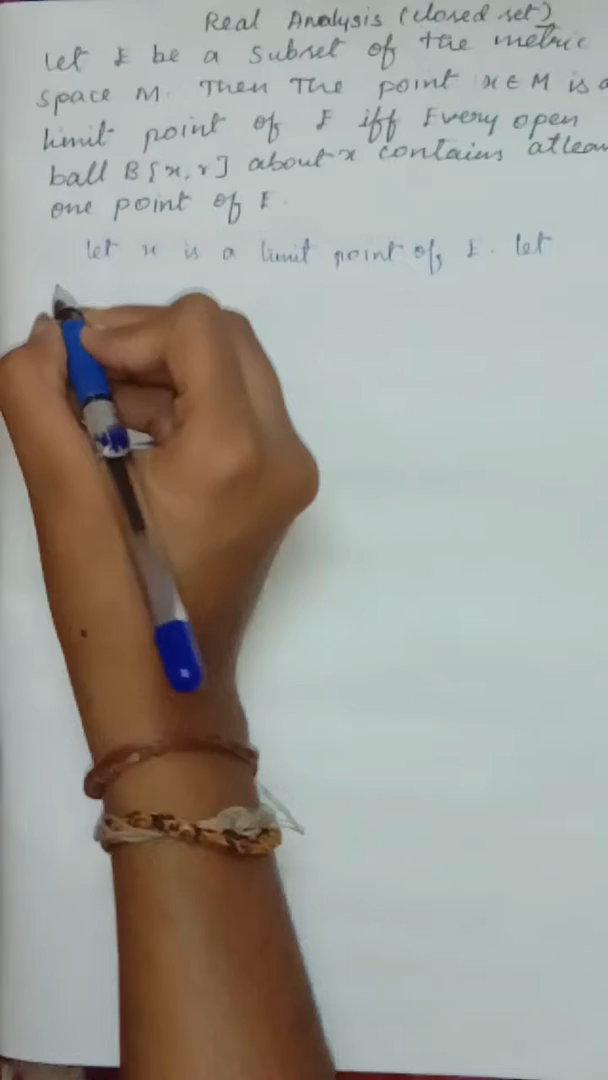 Real Analysis (closed set)
let E be a subset of the metric
space M. Then The point x ∈ M is a
limit point of E iff Every open
ball B[x, r] about x contains atleas
one point of E.
let x is a limit point of E. let